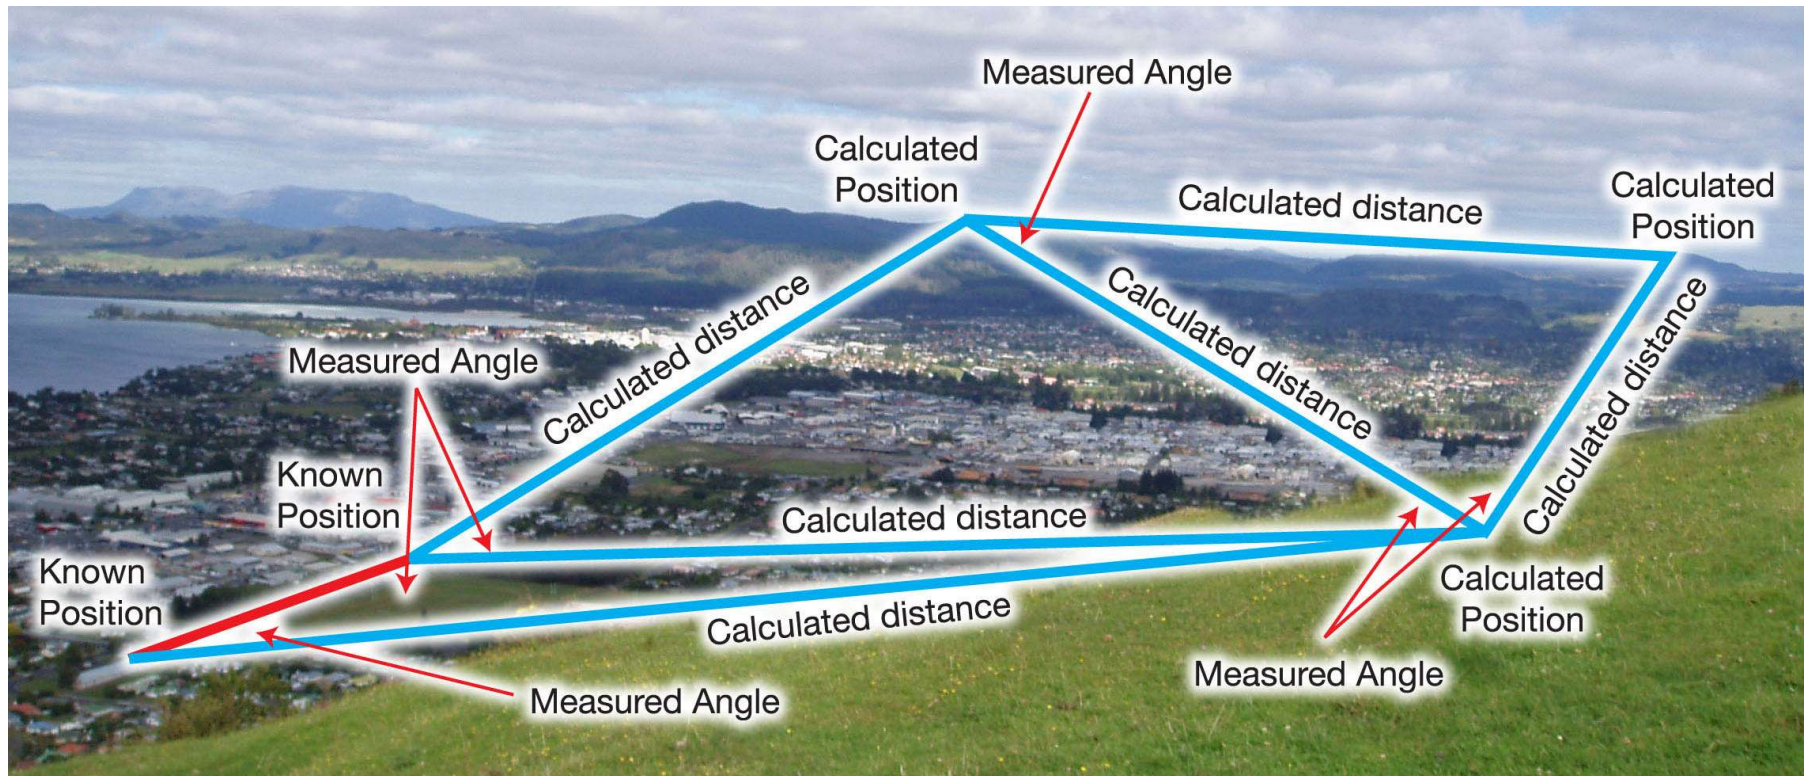 Measured Angle
Calculated
Position
Calculated distance
Calculated
Position
Calculated distance
Calculated distance
Calculated distance
Measured Angle
Known
Position
Calculated distance
Known
Position
Calculated distance
Calculated
Position
Measured Angle
Measured Angle